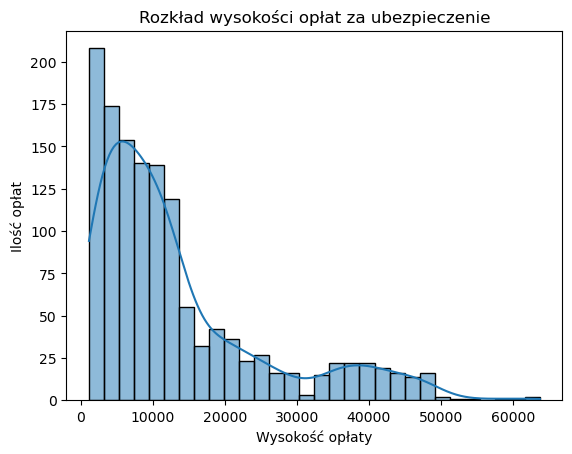 Rozkład wysokości opłat za ubezpieczenie
200
175
150
125
100
75
50
25
0
Ilość opłat
0 10000 20000 30000 40000 50000 60000
Wysokość opłaty